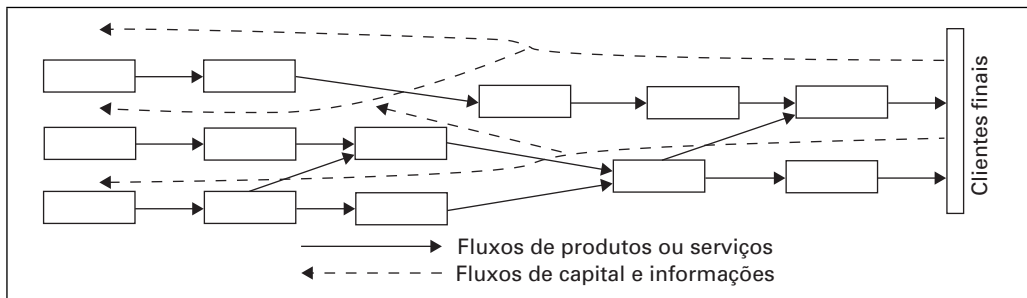 Clientes finais
Fluxos de produtos ou serviços
Fluxos de capital e informações